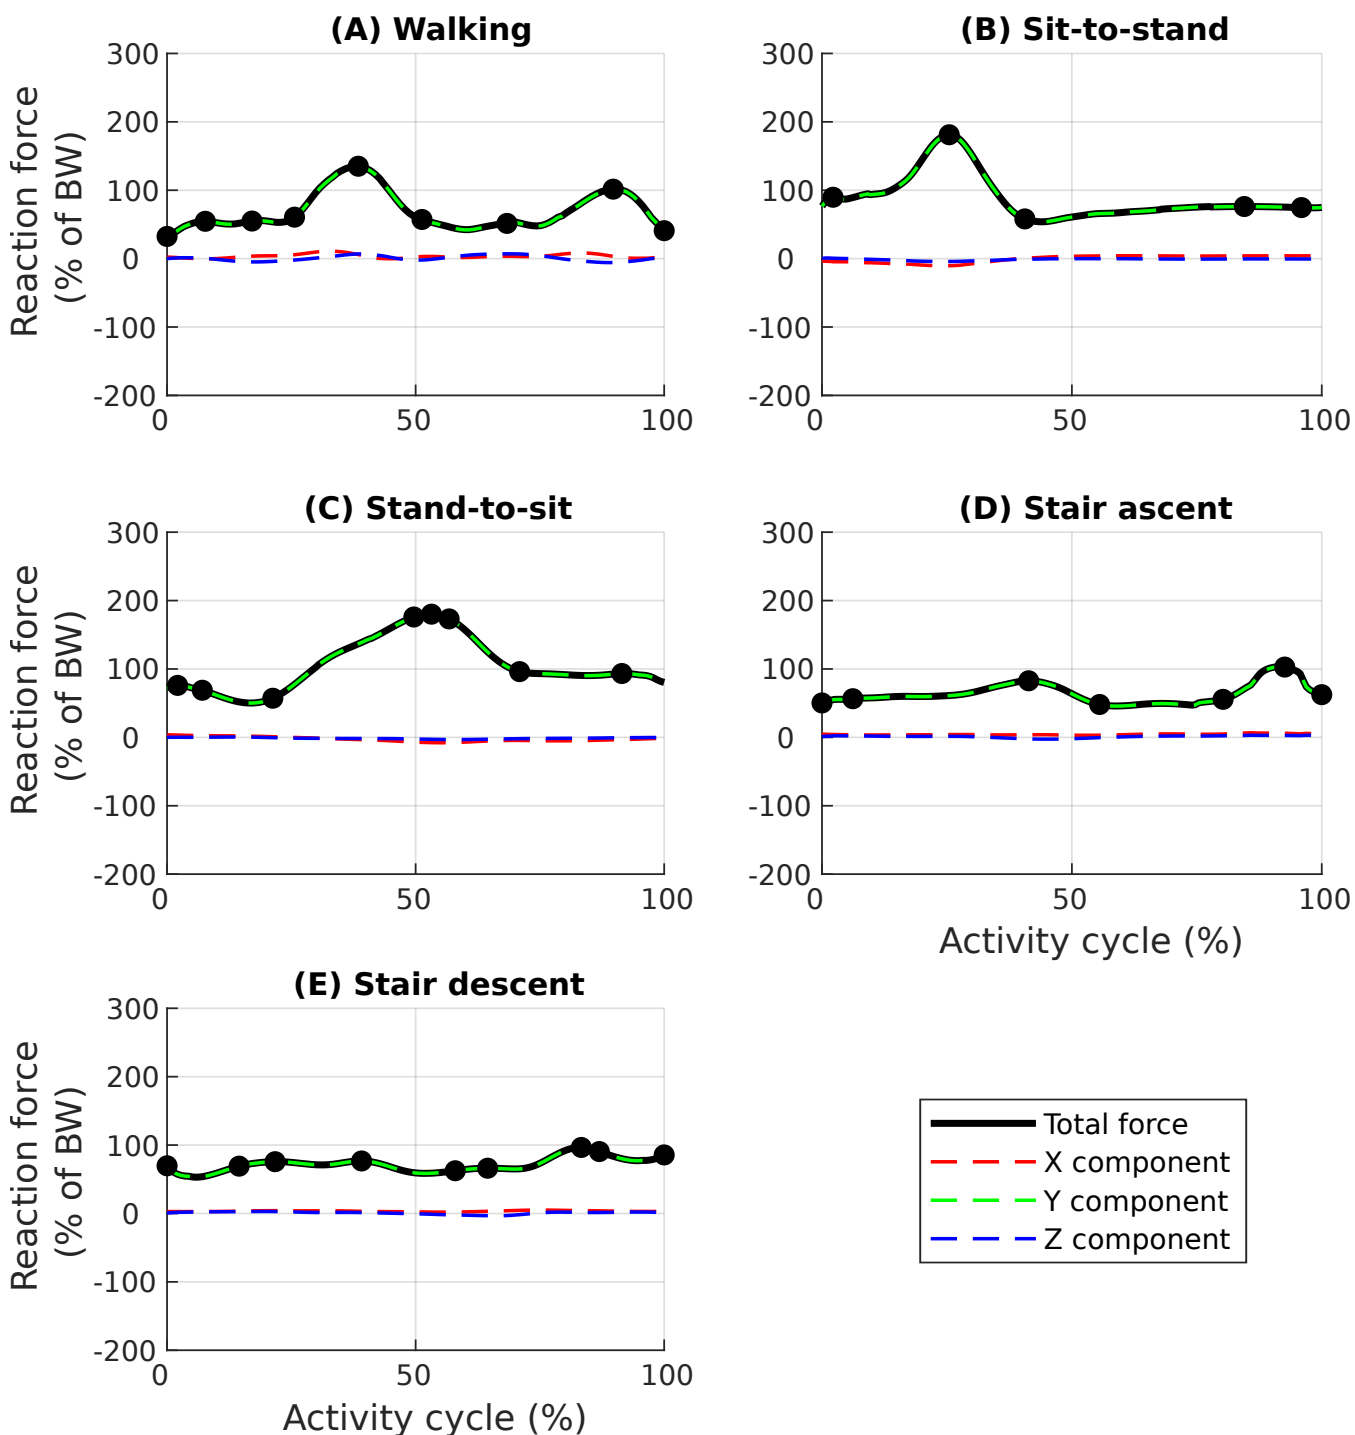 (A) Walking
(B) Sit-to-stand
Reaction force
(% of BW)
300
200
100
0
-100
-200
0
50
100
300
200
100
0
-100
-200
0
50
100
(C) Stand-to-sit
(D) Stair ascent
Reaction force
(% of BW)
300
200
100
0
-100
-200
0
50
100
300
200
100
0
-100
-200
0
50
100
Activity cycle (%)
(E) Stair descent
Reaction force
(% of BW)
300
200
100
0
-100
-200
0
50
100
Activity cycle (%)
Total force
X component
Y component
Z component